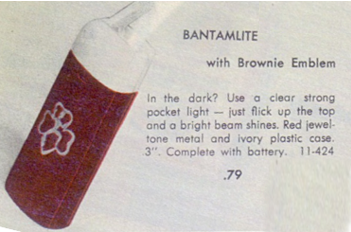 BANTAMLITE
with Brownie Emblem
In the dark? Use a clear strong
pocket light — just flick up the top
and a bright beam shines. Red jewel-
tone metal and ivory plastic case.
3". Complete with battery. 11-424
.79